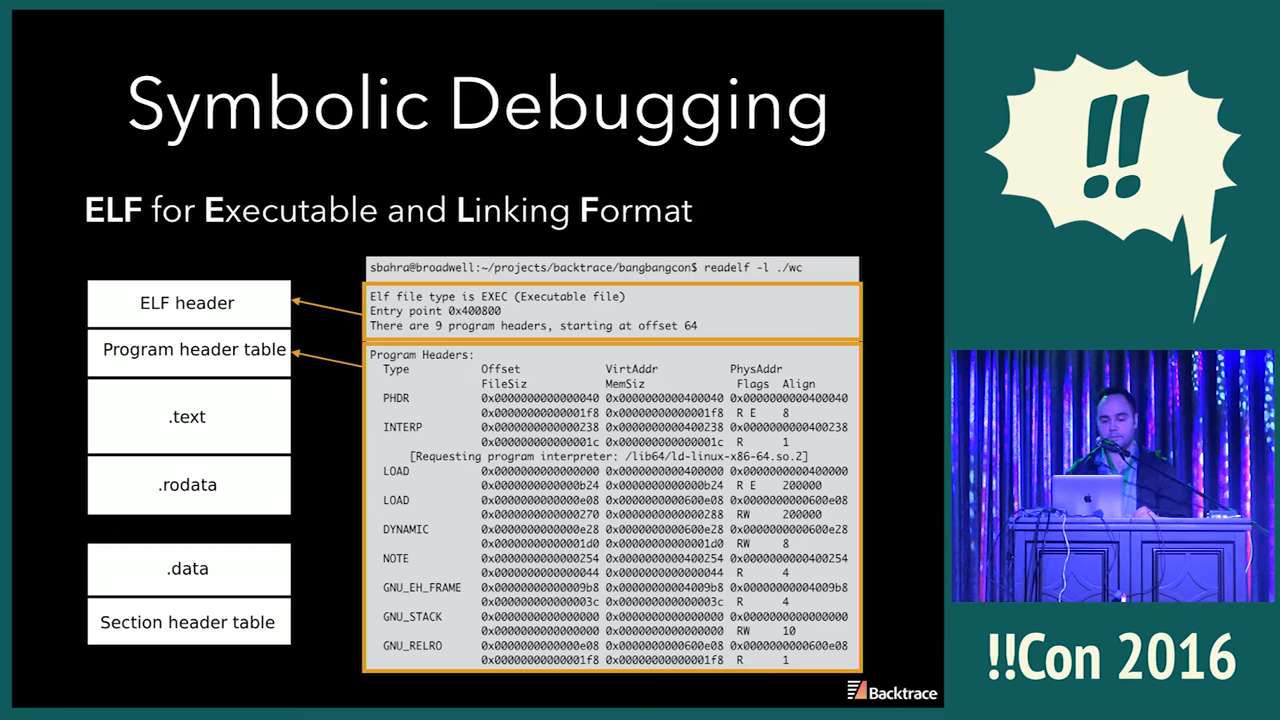 Symbolic Debugging
ELF for Executable and Linking Format
ELF header
Program header table
.text
.rodata
.data
Section header table
sbahra@broadwell:~/projects/backtrace/bangbangcon$ readelf -l ./wc
Elf file type is EXEC (Executable file)
Entry point 0x400800
There are 9 program headers, starting at offset 64
Program Headers:
Type Offset VirtAddr PhysAddr
FileSiz MemSiz Flags Align
PHDR 0x0000000000000040 0x0000000000400040 0x0000000000400040
0x00000000000001f8 0x00000000000001f8 R E 8
INTERP 0x0000000000000238 0x0000000000400238 0x0000000000400238
0x000000000000001c 0x000000000000001c R 1
[Requesting program interpreter: /lib64/ld-linux-x86-64.so.2]
LOAD 0x0000000000000000 0x0000000000400000 0x0000000000400000
0x0000000000000b24 0x0000000000000b24 R E 200000
LOAD 0x0000000000000e08 0x0000000000600e08 0x0000000000600e08
0x0000000000000270 0x0000000000000288 RW 200000
DYNAMIC 0x0000000000000e28 0x0000000000600e28 0x0000000000600e28
0x00000000000001d0 0x00000000000001d0 RW 8
NOTE 0x0000000000000254 0x0000000000400254 0x0000000000400254
0x0000000000000044 0x0000000000000044 R 4
GNU_EH_FRAME 0x00000000000009b8 0x00000000004009b8 0x00000000004009b8
0x000000000000003c 0x000000000000003c R 4
GNU_STACK 0x0000000000000000 0x0000000000000000 0x0000000000000000
0x0000000000000000 0x0000000000000000 RW 10
GNU_RELRO 0x0000000000000e08 0x0000000000600e08 0x0000000000600e08
0x00000000000001f8 0x00000000000001f8 R 1
Backtrace
!!
!!Con 2016